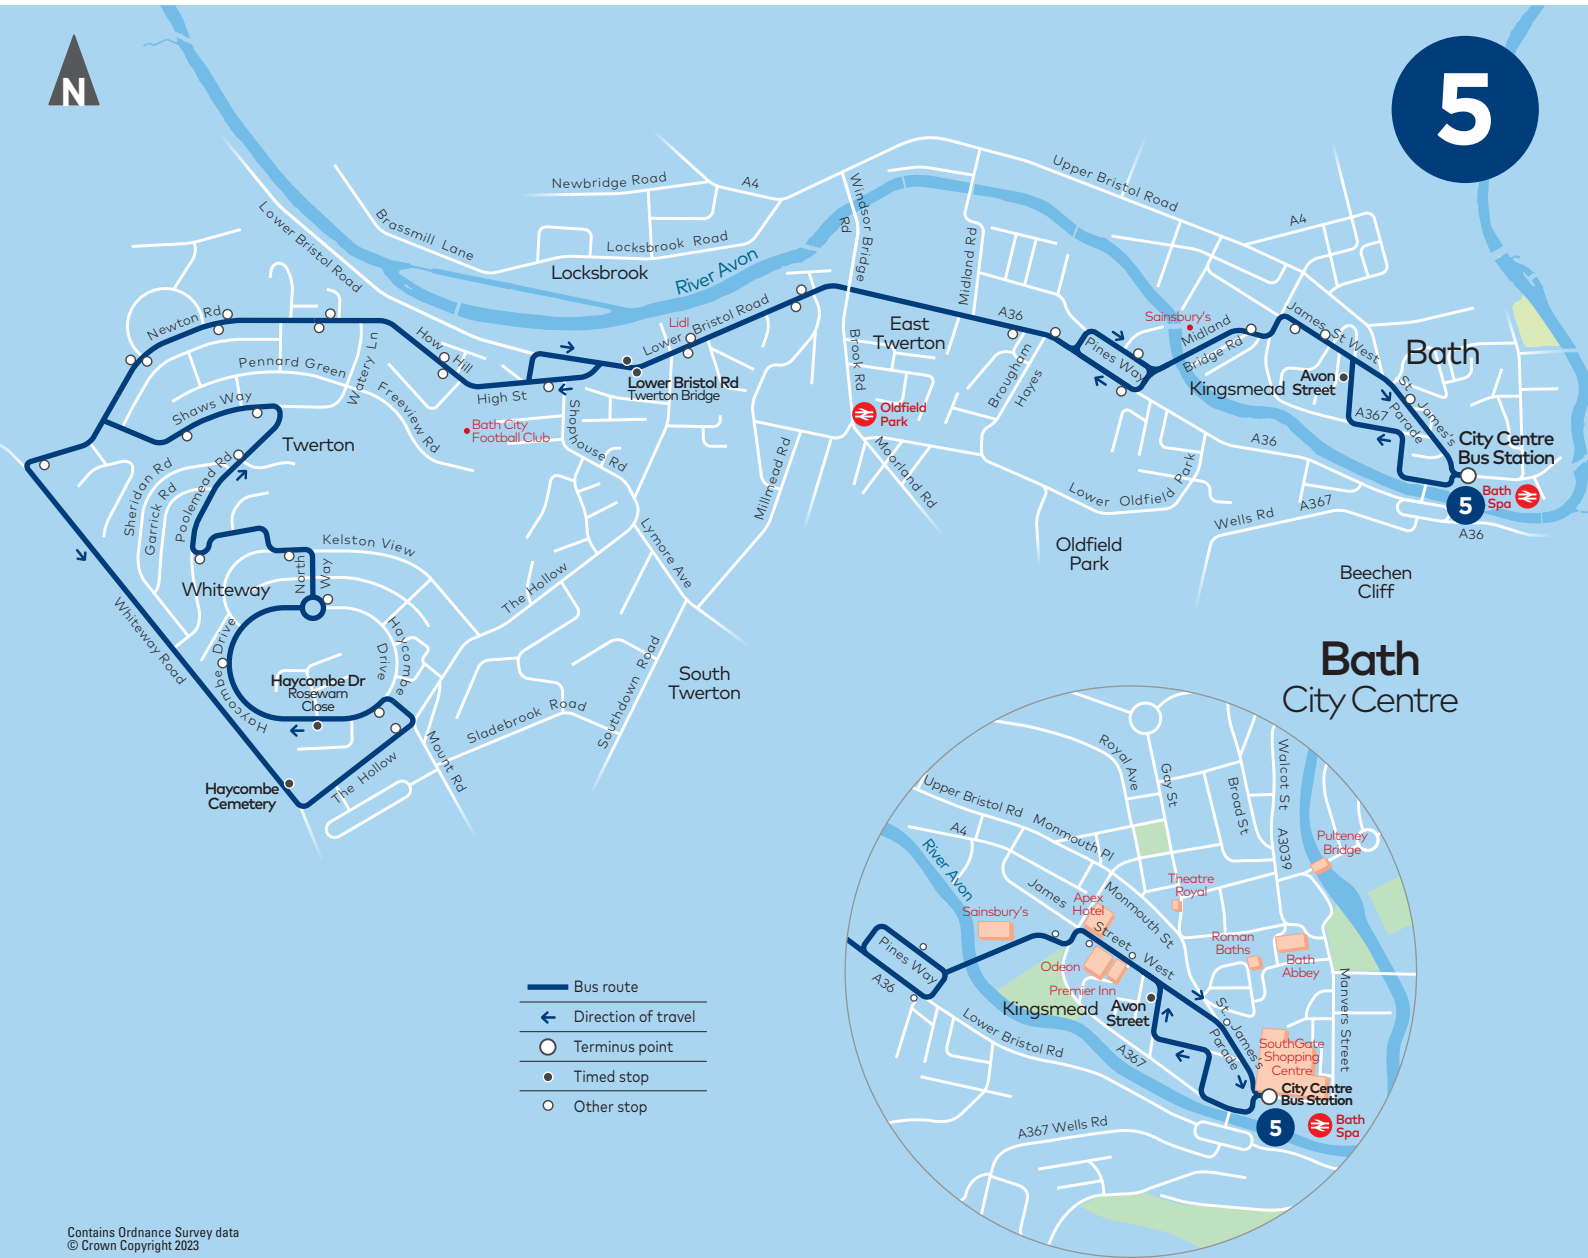 N
5
Upper Bristol Road
Newbridge Road
A4
Windsor Bridge
Rd
Lower Bristol Road
Brassmill Lane
Locksbrook Road
Locksbrook
River Avon
A4
Midland Rd
Newton Rd
Lidl
Lower Bristol Road
A36
Sainsbury's
Midland
Bridge Rd
James St West
East
Twerton
Bath
How Hill
Pennard Green
Watery Ln
Pines Way
Brook Rd
Brougham
Hayes
Kingsmead
Avon
Street
Lower Bristol Rd
Twerton Bridge
High St
Freeview Rd
Shaws Way
Bath City
Football Club
Shophouse Rd
Oldfield
Park
St. James's
Parade
A367
City Centre
Bus Station
Twerton
A36
Moorland Rd
Millmead Rd
Sheridan Rd
Garrick Rd
Poolemead Rd
Lower Oldfield Park
Wells Rd
A367
5
Bath
Spa
A36
Lymore Ave
Kelston View
North
Way
Oldfield
Park
Whiteway
The Hollow
Beechen
Cliff
Whiteway Road
Haycombe Drive
Haycombe
Drive
Southdown Road
South
Twerton
Haycombe Dr
Rosewarn
Close
Sladebrook Road
Mount Rd
The Hollow
Haycombe
Cemetery
Bath
City Centre
Royal Ave
Gay St
Walcot St
Broad St
A3039
Upper Bristol Rd
Monmouth Pl
A4
Pulteney
Bridge
River Avon
Theatre
Royal
James
Street
West
Monmouth St
Apex
Hotel
Sainsbury's
Roman
Baths
Bath
Abbey
Odeon
Premier Inn
Pines Way
A36
Kingsmead
Avon
Street
Manvers Street
St. James's
Parade
Lower Bristol Rd
A367
SouthGate
Shopping
Centre
City Centre
Bus Station
5
Bath
Spa
A367 Wells Rd
Bus route
Direction of travel
Terminus point
Timed stop
Other stop
Contains Ordnance Survey data
© Crown Copyright 2023